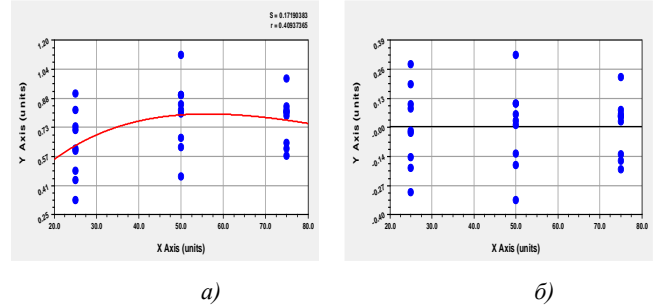 S = 0.17190383
r = 0.40937365
Y Axis (units)
1.20
1.04
0.88
0.73
0.57
0.41
0.25
20.0 30.0 40.0 50.0 60.0 70.0 80.0
X Axis (units)
а)
Y Axis (units)
0.39
0.26
0.13
-0.00
-0.14
-0.27
-0.40
20.0 30.0 40.0 50.0 60.0 70.0 80.0
X Axis (units)
б)